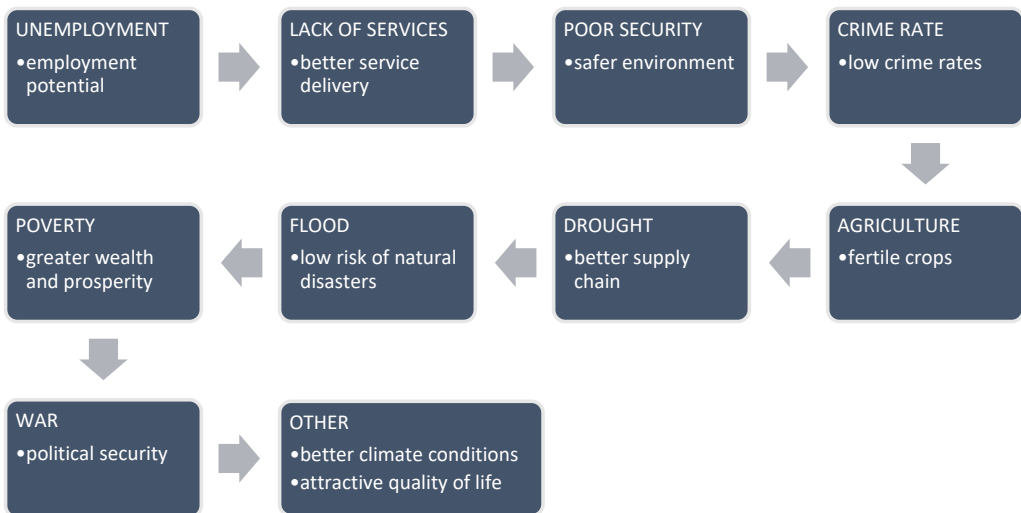 UNEMPLOYMENT
•employment
potential
LACK OF SERVICES
•better service
delivery
POOR SECURITY
•safer environment
CRIME RATE
•low crime rates
AGRICULTURE
•fertile crops
DROUGHT
•better supply
chain
FLOOD
•low risk of natural
disasters
POVERTY
•greater wealth
and prosperity
WAR
•political security
OTHER
•better climate conditions
•attractive quality of life